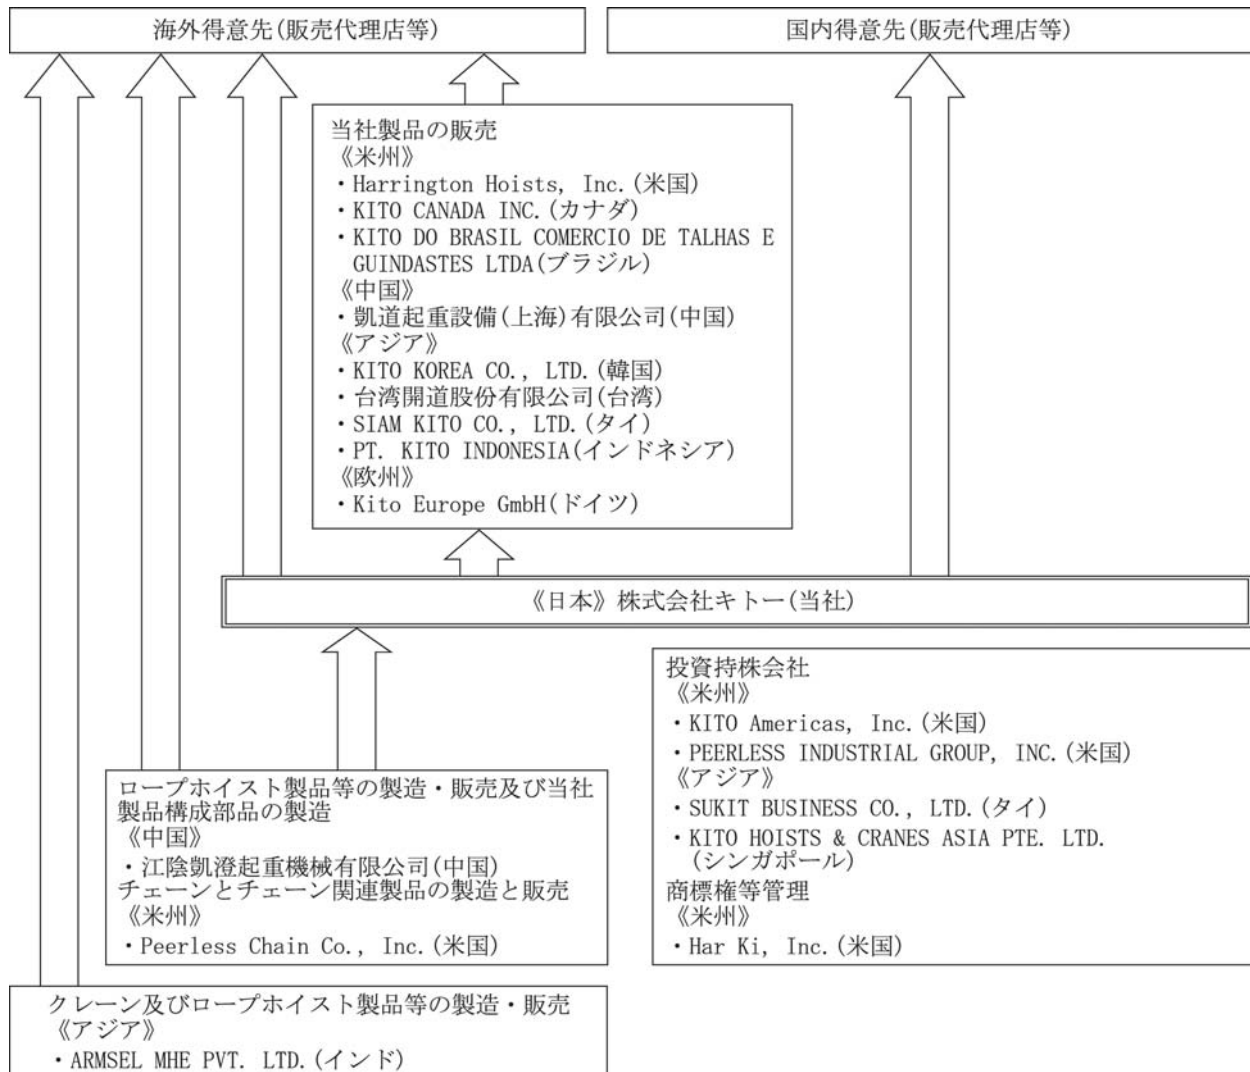 海外得意先(販売代理店等)
国内得意先(販売代理店等)
当社製品の販売
《米州》
・Harrington Hoists, Inc.(米国)
・KITO CANADA INC.(カナダ)
・KITO DO BRASIL COMERCIO DE TALHAS E
GUINDASTES LTDA(ブラジル)
《中国》
・凱道起重設備(上海)有限公司(中国)
《アジア》
・KITO KOREA CO., LTD.(韓国)
・台湾開道股份有限公司(台湾)
・SIAM KITO CO., LTD.(タイ)
・PT. KITO INDONESIA(インドネシア)
《欧州》
・Kito Europe GmbH(ドイツ)
《日本》株式会社キトー(当社)
ロープホイスト製品等の製造・販売及び当社
製品構成部品の製造
《中国》
・江陰凱澄起重機械有限公司(中国)
チェーンとチェーン関連製品の製造と販売
《米州》
・Peerless Chain Co., Inc.(米国)
投資持株会社
《米州》
・KITO Americas, Inc.(米国)
・PEERLESS INDUSTRIAL GROUP, INC.(米国)
《アジア》
・SUKIT BUSINESS CO., LTD.(タイ)
・KITO HOISTS & CRANES ASIA PTE. LTD.
(シンガポール)
商標権等管理
《米州》
・Har Ki, Inc.(米国)
クレーン及びロープホイスト製品等の製造・販売
《アジア》
・ARMSEL MHE PVT. LTD.(インド)